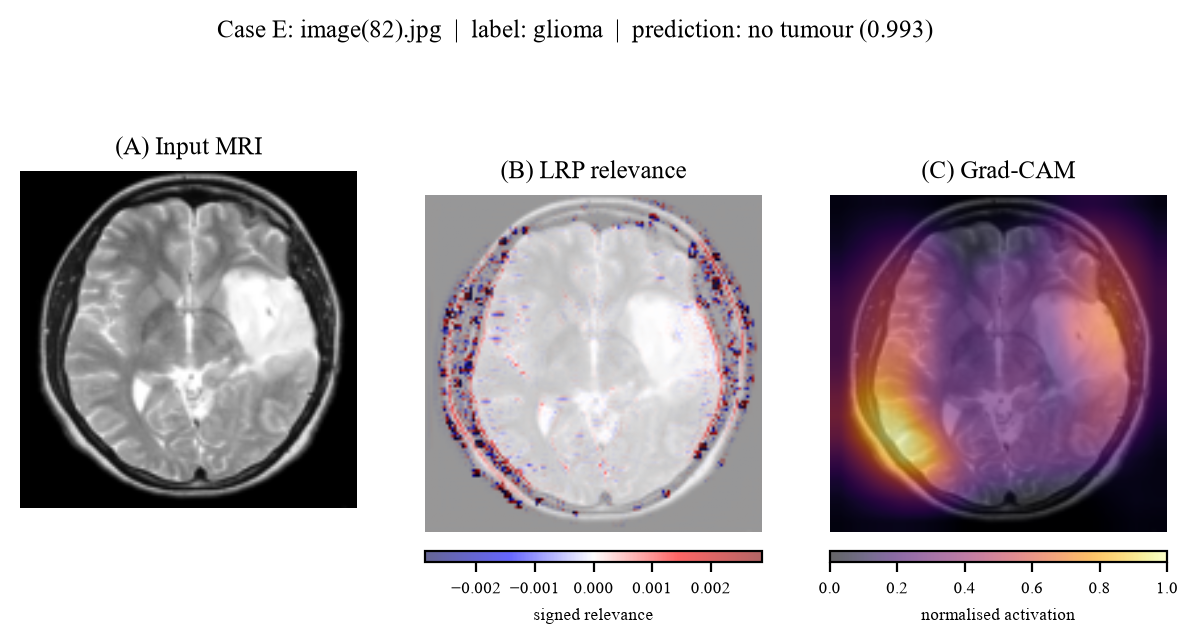 Case E: image(82).jpg | label: glioma | prediction: no tumour (0.993)
(A) Input MRI
(B) LRP relevance
(C) Grad-CAM
−0.002 −0.001 0.000 0.001 0.002
signed relevance
0.0 0.2 0.4 0.6 0.8 1.0
normalised activation